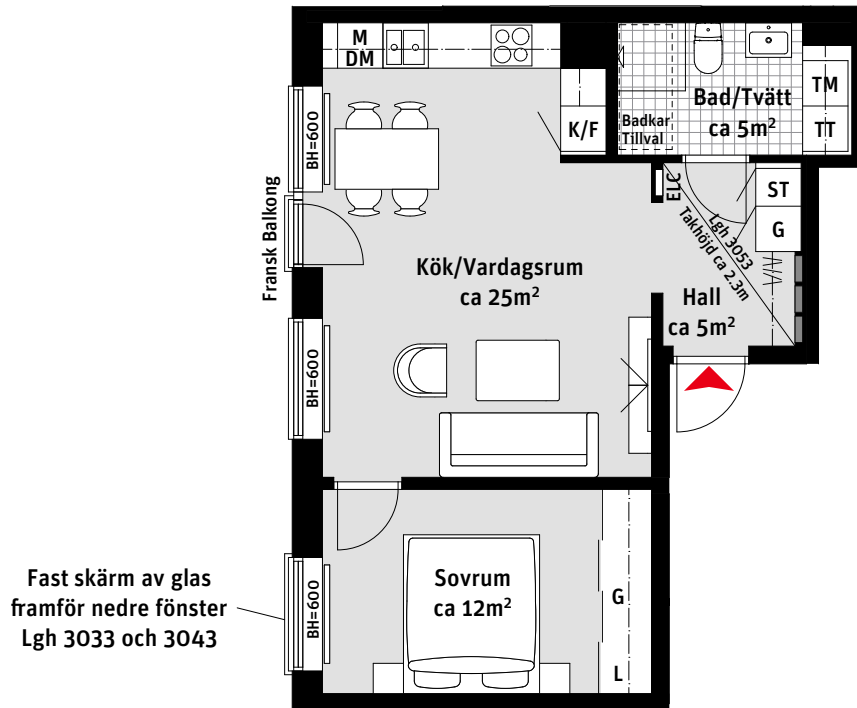 M
DM
K/F
Badkar
Tillval
Bad/Tvätt
ca 5m²
TM
TT
BH=600
Fransk Balkong
ELC
ST
G
Lgh 3053
Takhöjd ca 2.3m
Kök/Vardagsrum
ca 25m²
Hall
ca 5m²
BH=600
Fast skärm av glas
framför nedre fönster
Lgh 3033 och 3043
BH=600
Sovrum
ca 12m²
G
L